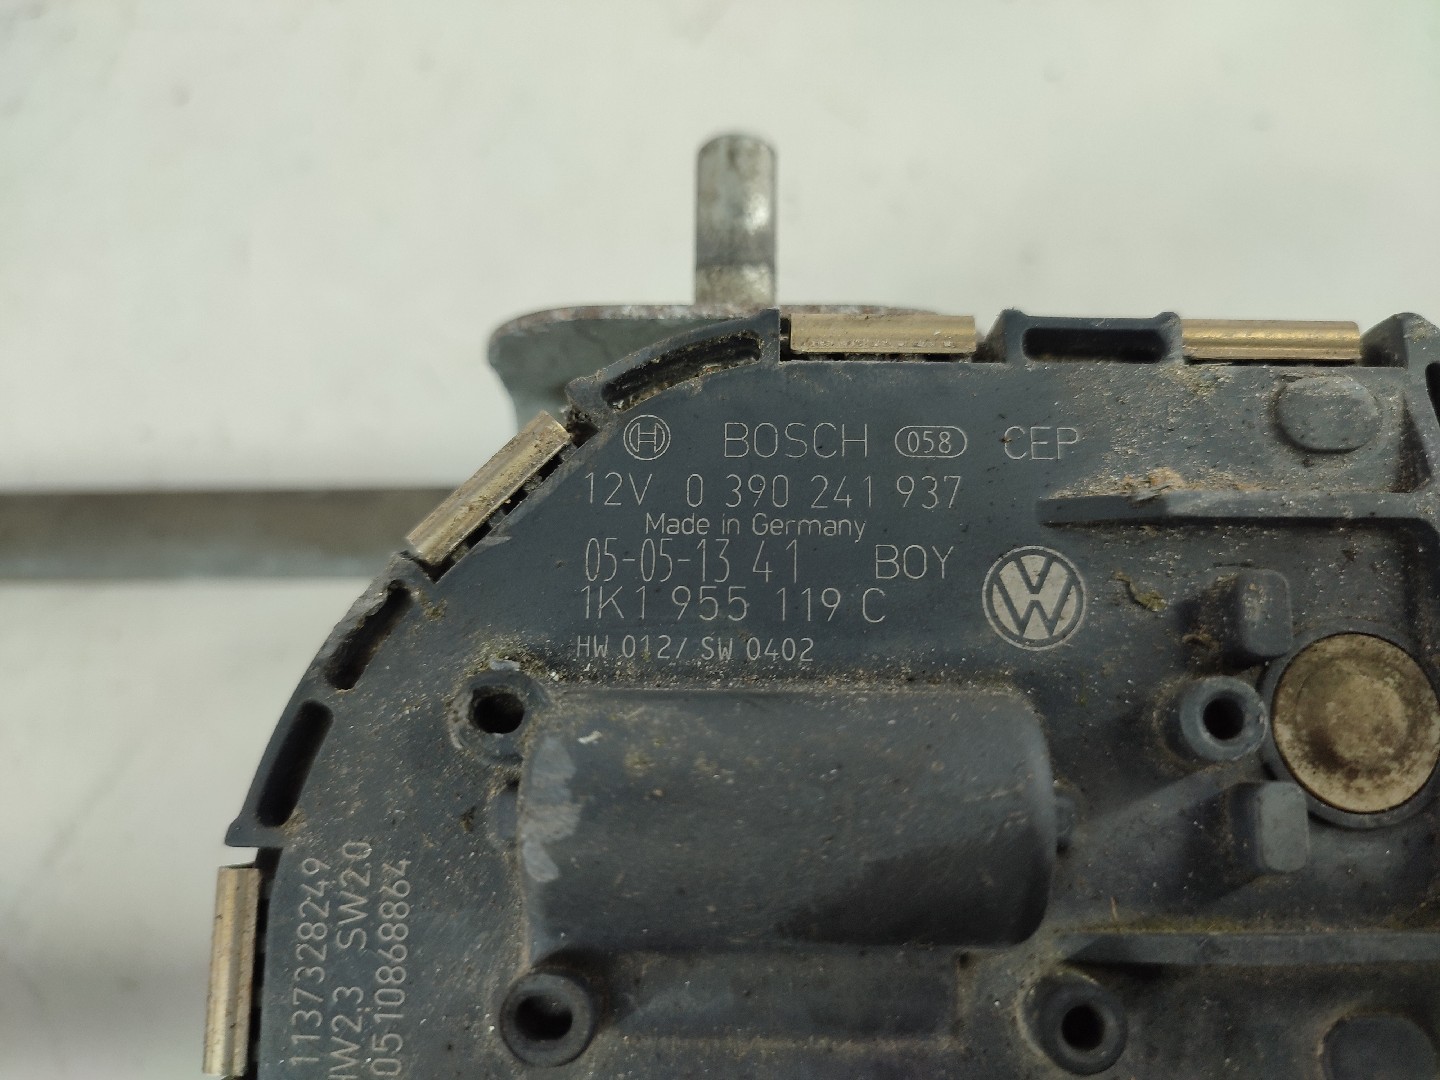 H BOSCH 058 CEP
12V 0 390 241 937
Made in Germany
05-05-13 41 BOY
1K1 955 119 C
HW 012/ SW 0402
VW
1137328249
HW2.3 SW2.0
0510868864